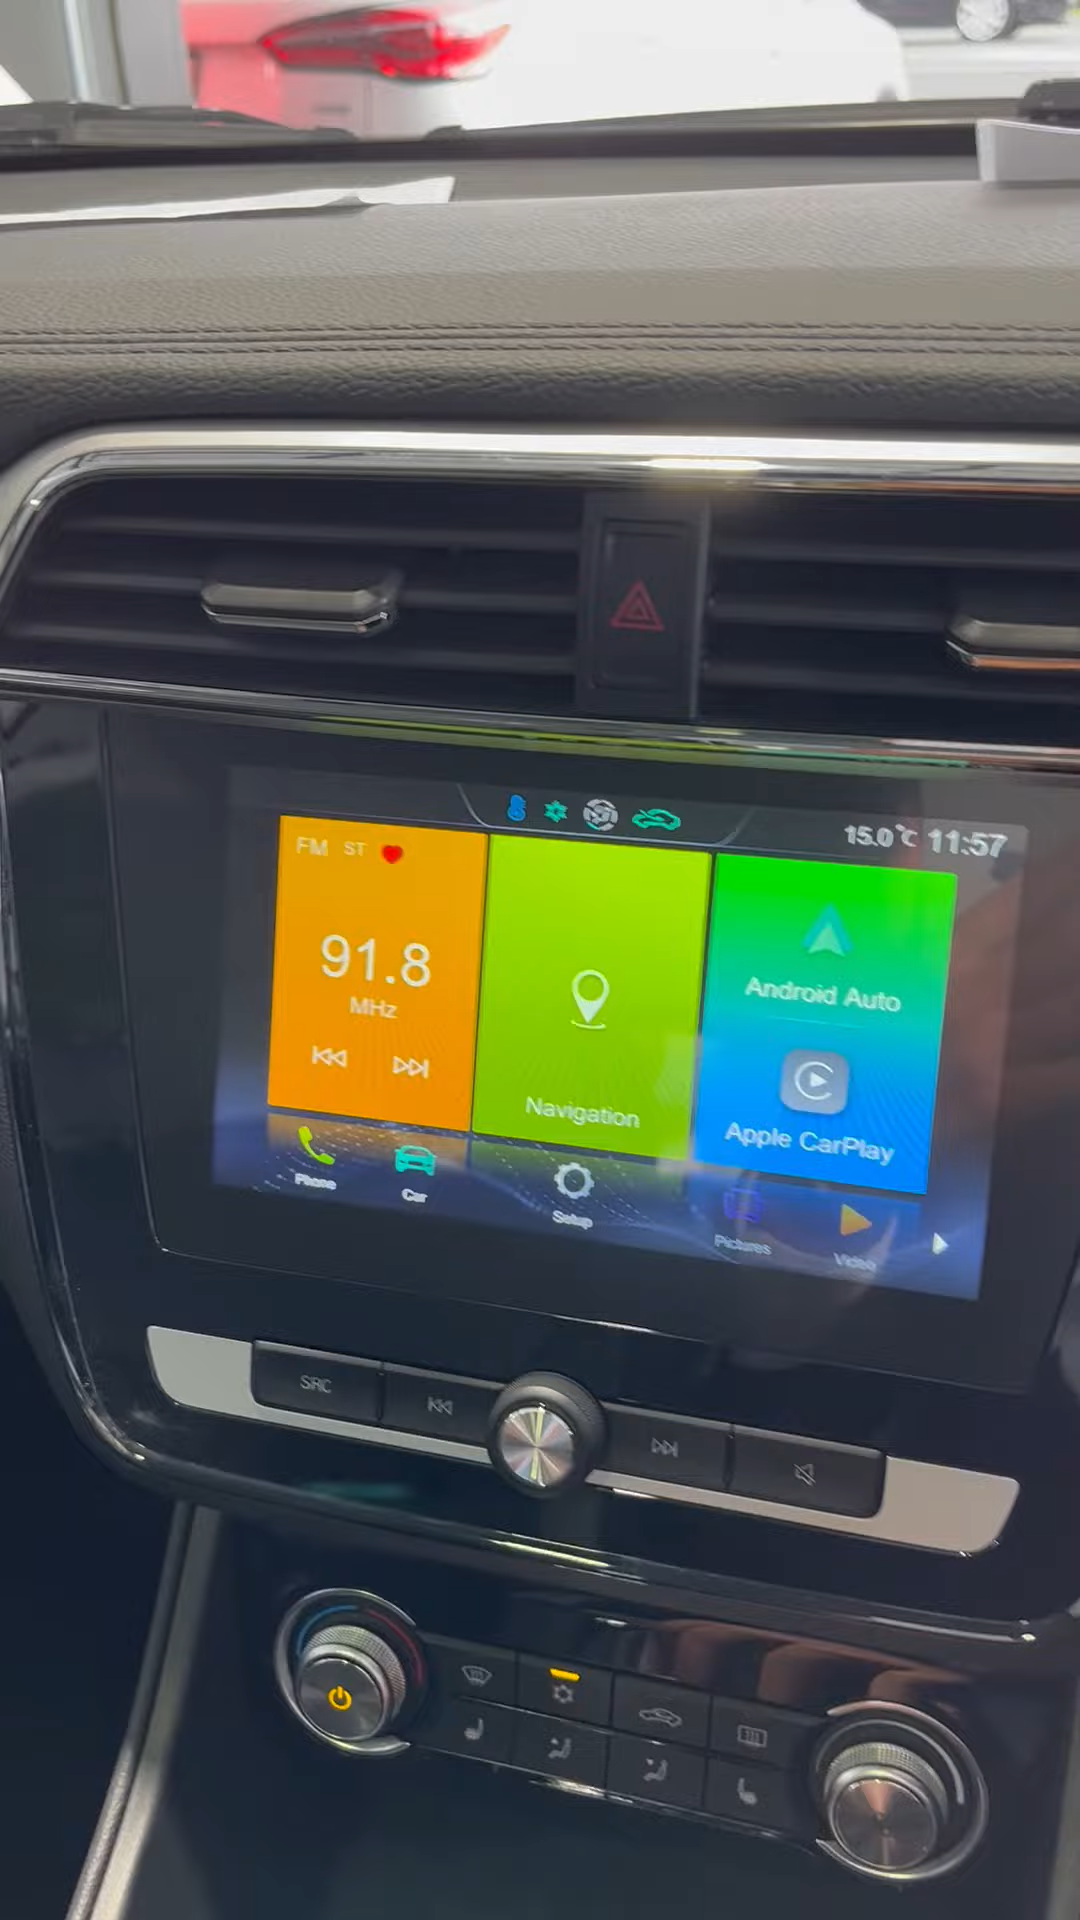 15.0°C 11:57
FM ST
91.8
MHz
Navigation
Android Auto
Apple CarPlay
Phone
Car
Setup
Pictures
Video
SRC